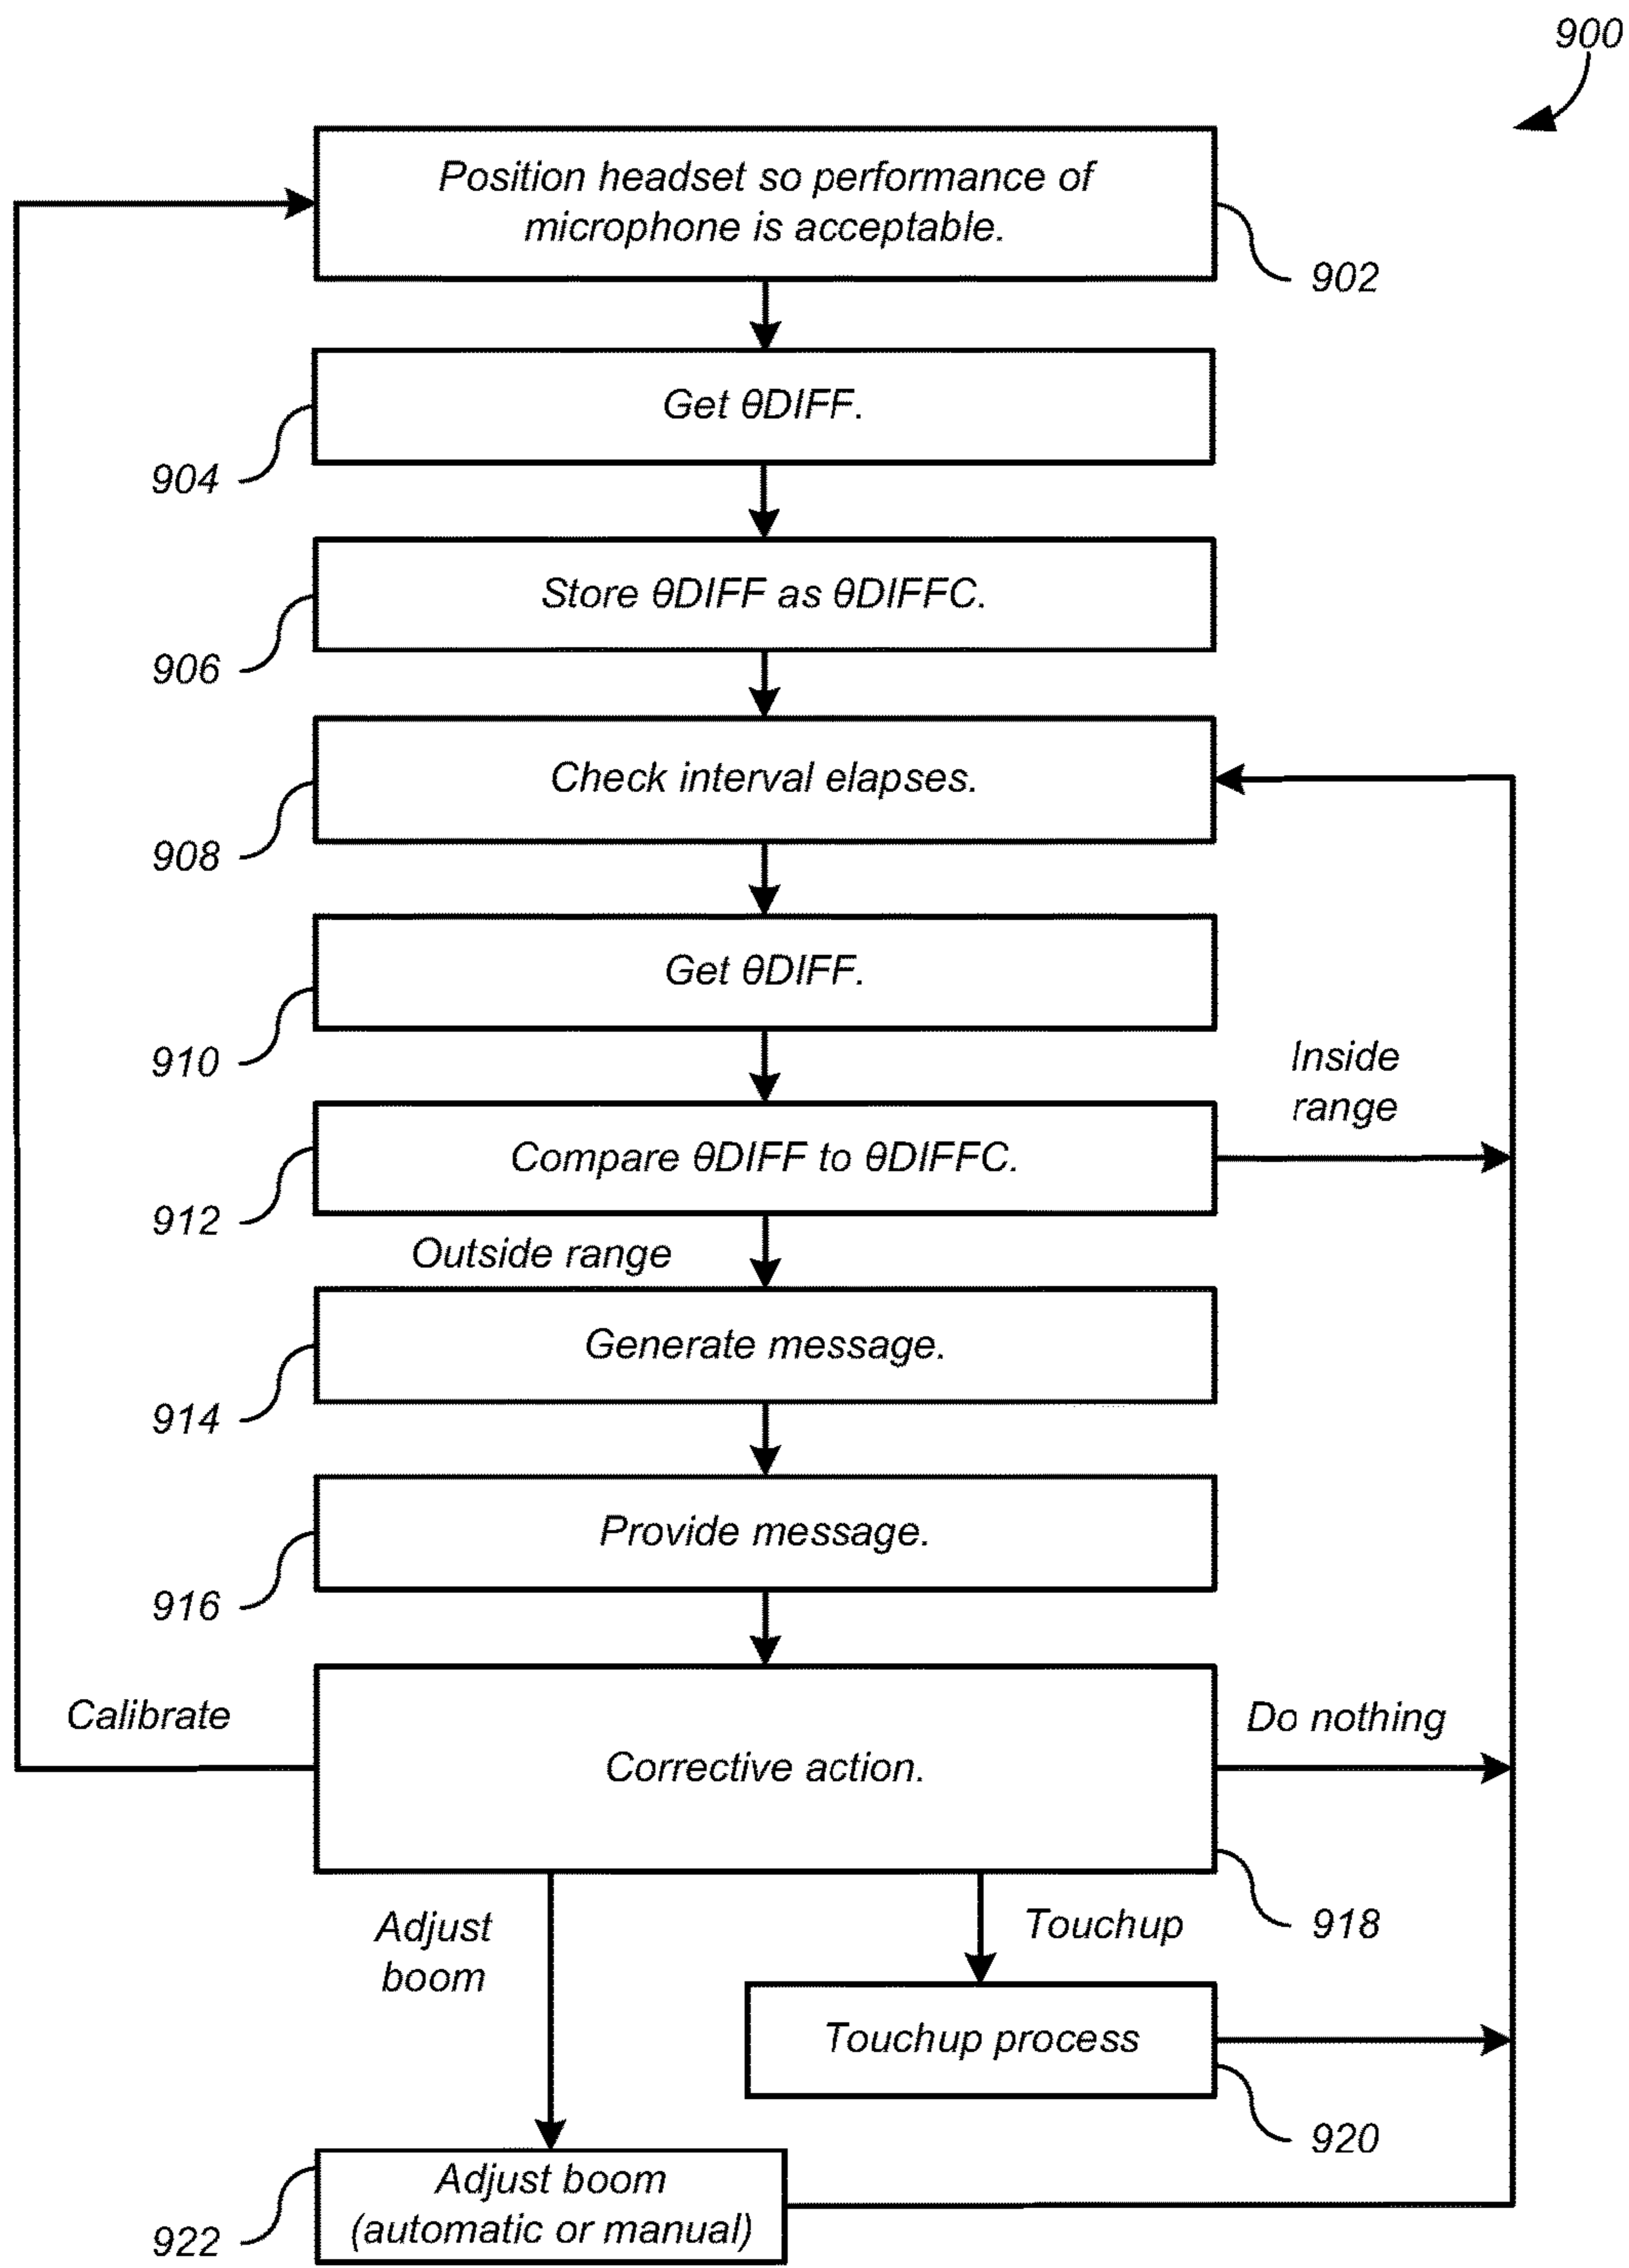 900
Position headset so performance of
microphone is acceptable.
902
Get θDIFF.
904
Store θDIFF as θDIFFC.
906
Check interval elapses.
908
Get θDIFF.
910
Inside
range
Compare θDIFF to θDIFFC.
912
Outside range
Generate message.
914
Provide message.
916
Calibrate
Do nothing
Corrective action.
918
Adjust
boom
Touchup
Touchup process
920
Adjust boom
(automatic or manual)
922